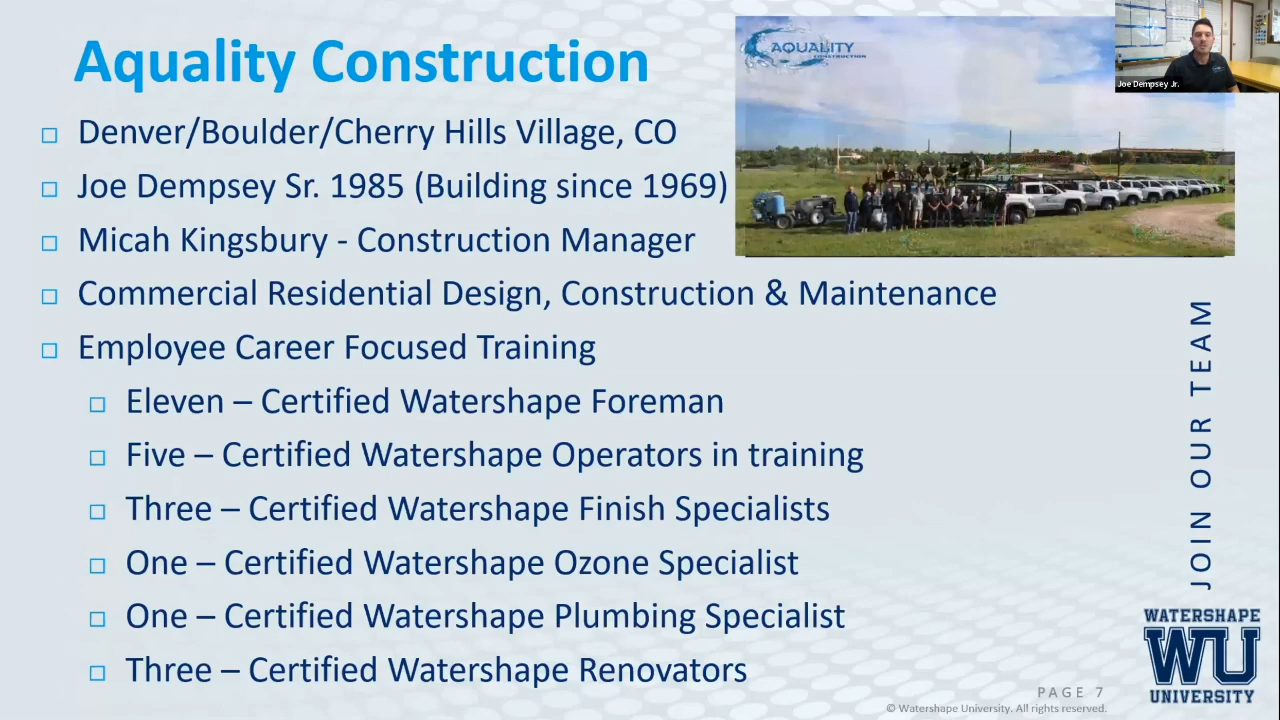 Aquality Construction
AQUALITY
CONSTRUCTION
Joe Dempsey Jr.
Denver/Boulder/Cherry Hills Village, CO
Joe Dempsey Sr. 1985 (Building since 1969)
Micah Kingsbury - Construction Manager
Commercial Residential Design, Construction & Maintenance
Employee Career Focused Training
Eleven – Certified Watershape Foreman
Five – Certified Watershape Operators in training
Three – Certified Watershape Finish Specialists
One – Certified Watershape Ozone Specialist
One – Certified Watershape Plumbing Specialist
Three – Certified Watershape Renovators
JOIN OUR TEAM
WATERSHAPE
WU
UNIVERSITY
PAGE 7
© Watershape University. All rights reserved.